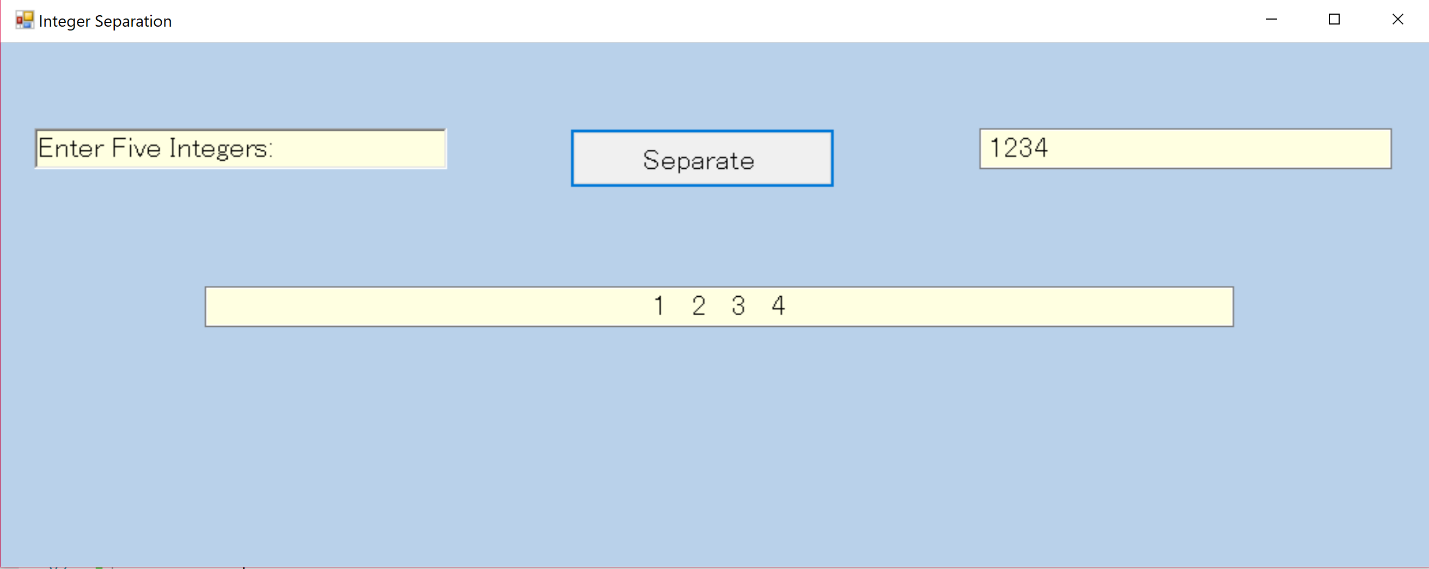 Integer Separation
Enter Five Integers:
Separate
1234
1 2 3 4